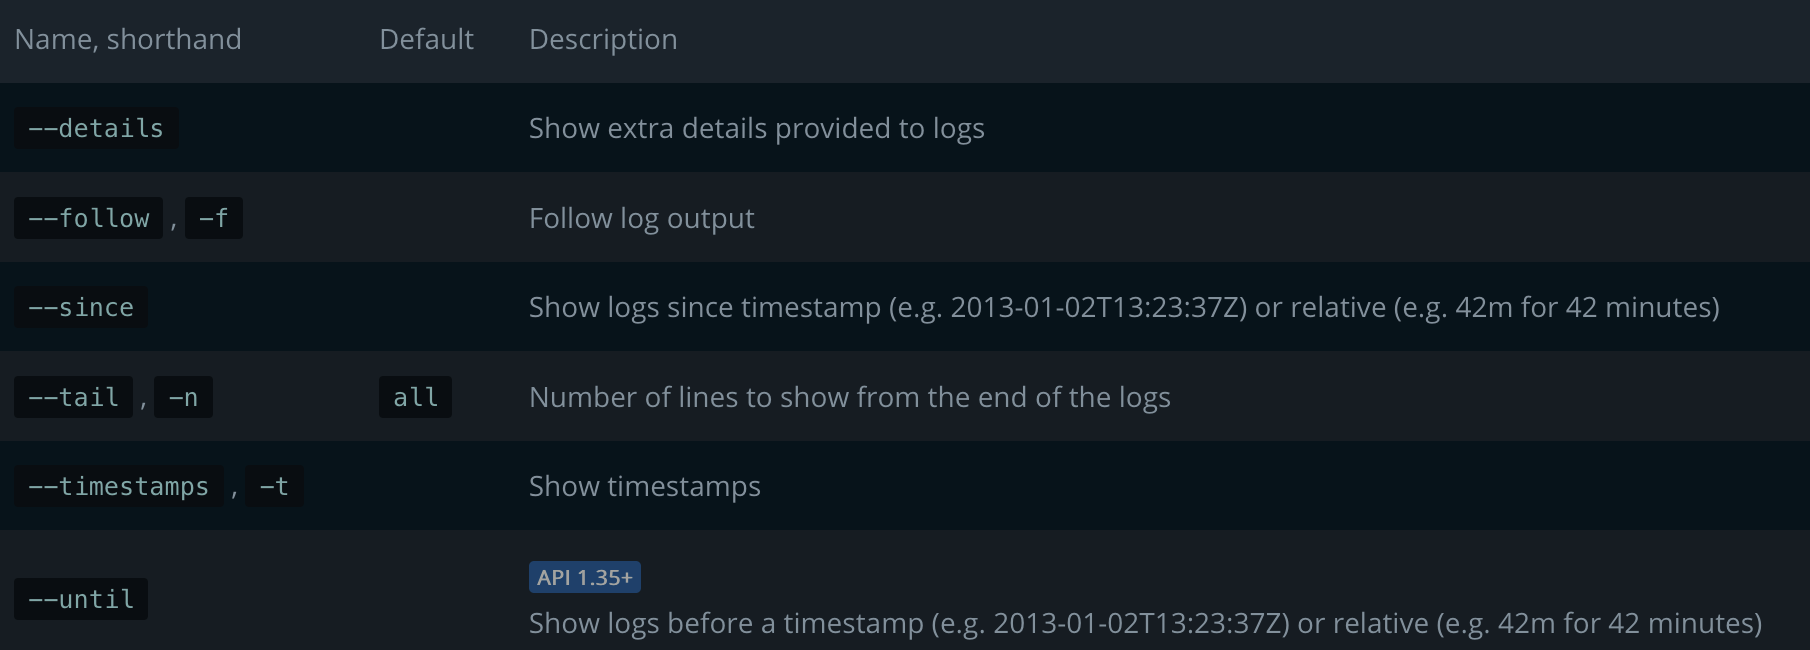 Name, shorthand Default Description
--details Show extra details provided to logs
--follow , -f Follow log output
--since Show logs since timestamp (e.g. 2013-01-02T13:23:37Z) or relative (e.g. 42m for 42 minutes)
--tail , -n all Number of lines to show from the end of the logs
--timestamps , -t Show timestamps
API 1.35+
--until
Show logs before a timestamp (e.g. 2013-01-02T13:23:37Z) or relative (e.g. 42m for 42 minutes)